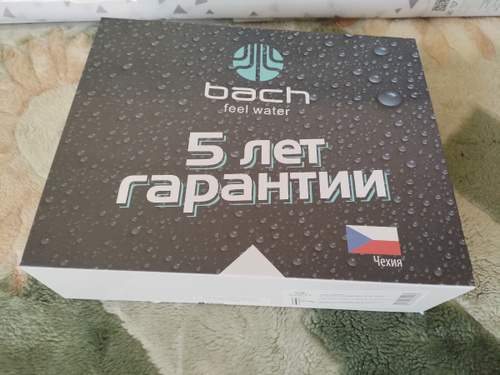 bach
feel water
5 лет
гарантии
Чехия